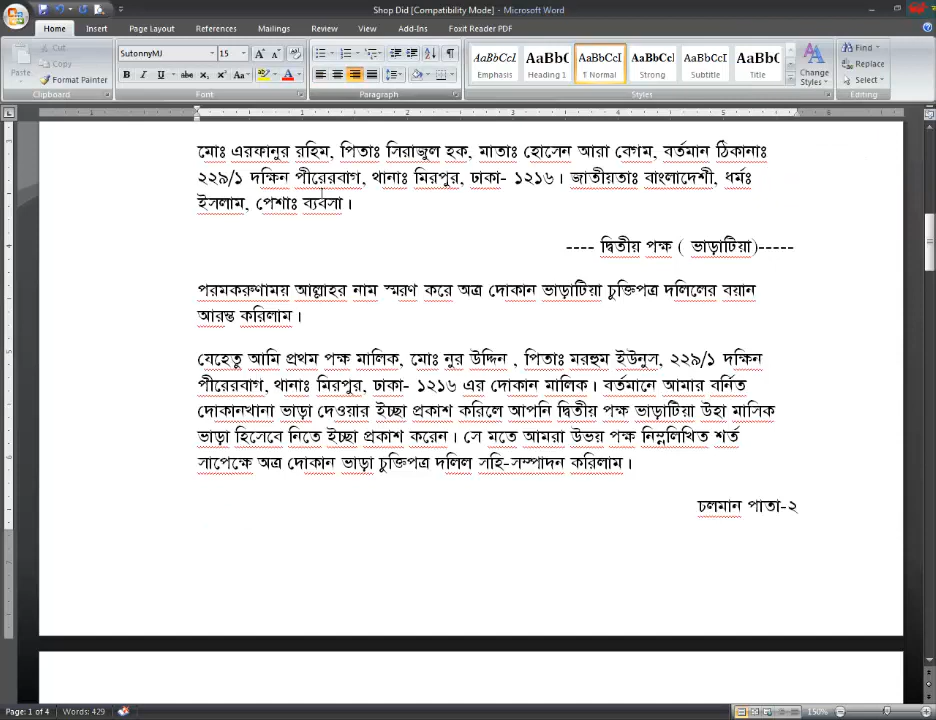 Shop Did [Compatibility Mode] - Microsoft Word
Home Insert Page Layout References Mailings Review View Add-Ins Foxit Reader PDF
Cut
Copy
Paste
Format Painter
Clipboard
SutonnyMJ 15
Font
Paragraph
AaBbCcI AaBbC AaBbCcI AaBbCc AaBbCcI AaBbC
Emphasis Heading 1 ¶ Normal Strong Subtitle Title
Change Styles
Styles
Find
Replace
Select
Editing
মোঃ এরফানুর রহিম, পিতাঃ সিরাজুল হক, মাতাঃ হোসেন আরা বেগম, বর্তমান ঠিকানাঃ
২২৯/১ দক্ষিন পীরেরবাগ, থানাঃ মিরপুর, ঢাকা- ১২১৬। জাতীয়তাঃ বাংলাদেশী, ধর্মঃ
ইসলাম, পেশাঃ ব্যবসা।
---- দ্বিতীয় পক্ষ ( ভাড়াটিয়া)-----
পরমকরুণাময় আল্লাহর নাম স্মরণ করে অত্র দোকান ভাড়াটিয়া চুক্তিপত্র দলিলের বয়ান
আরম্ভ করিলাম।
যেহেতু আমি প্রথম পক্ষ মালিক, মোঃ নুর উদ্দিন , পিতাঃ মরহুম ইউনুস, ২২৯/১ দক্ষিন
পীরেরবাগ, থানাঃ মিরপুর, ঢাকা- ১২১৬ এর দোকান মালিক। বর্তমানে আমার বর্নিত
দোকানখানা ভাড়া দেওয়ার ইচ্ছা প্রকাশ করিলে আপনি দ্বিতীয় পক্ষ ভাড়াটিয়া উহা মাসিক
ভাড়া হিসেবে নিতে ইচ্ছা প্রকাশ করেন। সে মতে আমরা উভয় পক্ষ নিম্নলিখিত শর্ত
সাপেক্ষে অত্র দোকান ভাড়া চুক্তিপত্র দলিল সহি-সম্পাদন করিলাম।
চলমান পাতা-২
Page: 1 of 4 Words: 429 150%